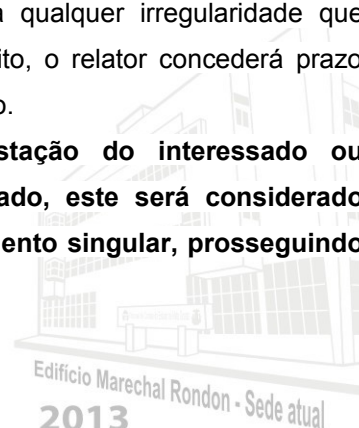 qualquer irregularidade que
ito, o relator concederá prazo
o.
stação do interessado ou
ado, este será considerado
ento singular, prosseguindo
Edifício Marechal Rondon - Sede atual
2013